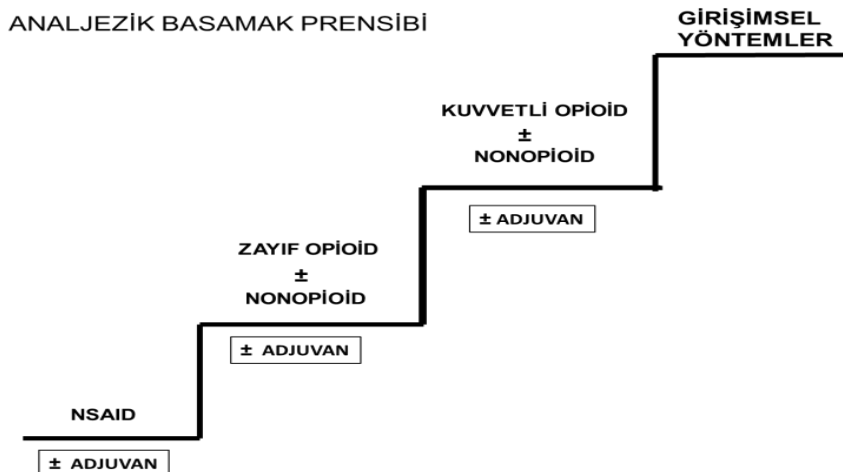 ANALJEZİK BASAMAK PRENSİBİ
GİRİŞİMSEL
YÖNTEMLER
KUVVETLİ OPİOİD
±
NONOPİOİD
± ADJUVAN
ZAYIF OPİOİD
±
NONOPİOİD
± ADJUVAN
NSAID
± ADJUVAN